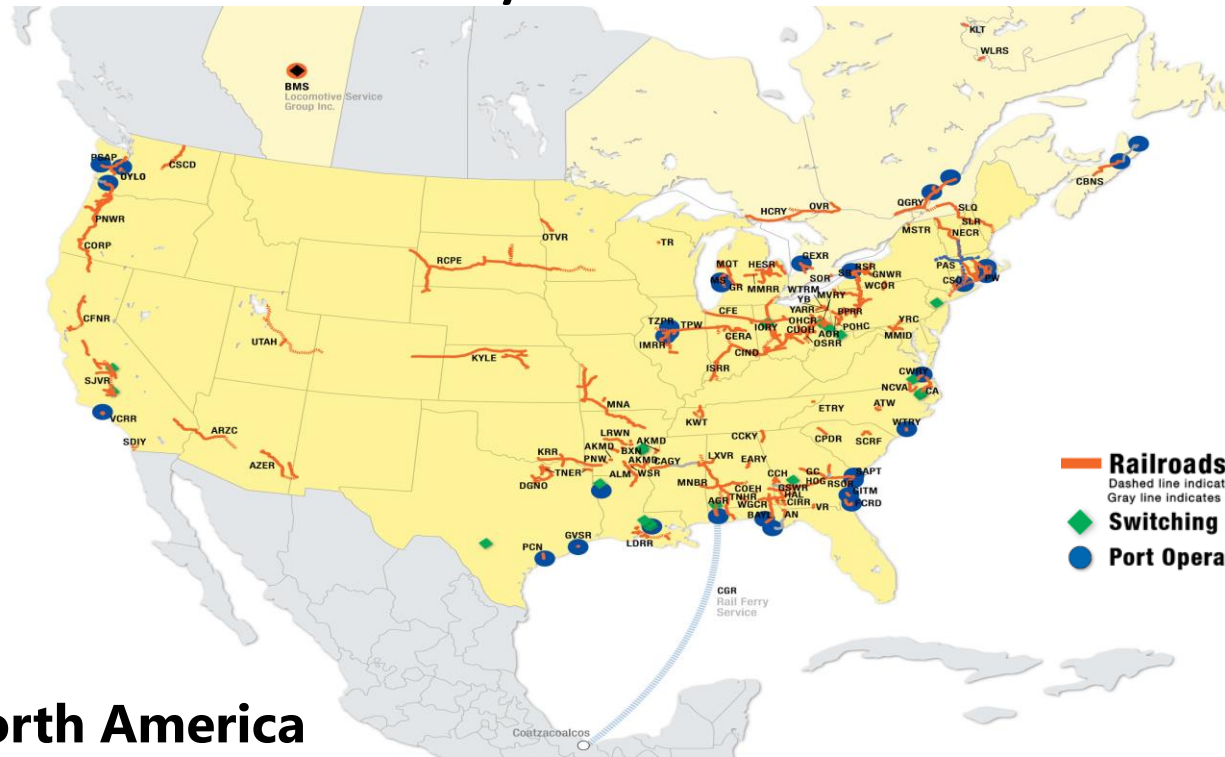 KLT
WLRS
BMS
Locomotive Service
Group Inc.
PSAP
CSCD
PNWR
CORP
CBNS
HCRY
OVR
QGRY
SLQ
SLR
MSTR
NECR
OTVR
TR
RCPE
MQT
HESR
GEXR
PAS
CSO
PW
MS
GR
MMRR
WTRM
SOR
SB
RSR
GNWR
WCOR
YB
MVRY
YARR
BPRR
CFNR
UTAH
KYLE
TZPR
TPW
CFE
IORY
OHCR
CUOH
AOR
POHC
YRC
MMID
IMRR
CERA
OSRR
CIND
ISRR
SJVR
CWRY
NCVA
CA
VCRR
MNA
KWT
ETRY
ATW
WTRY
SDIY
ARZC
AZER
LRWN
CCKY
CPDR
SCRF
KRR
AKMD
PNW
BXN
AKMD
AKMD
CAGY
LXVR
EARY
TNER
ALM
WSR
DGNO
MNBR
CCH
GC
HOG
RSOR
SAPT
COEH
GSWR
TNHR
HAL
GITM
AGR
WGCR
CIRR
FCRD
BAYL
AN
VR
PCN
GVSR
LDRR
CGR
Rail Ferry
Service
Coatzacoalcos
Railroads
Dashed line indicat
Gray line indicates
Switching
Port Opera
orth America